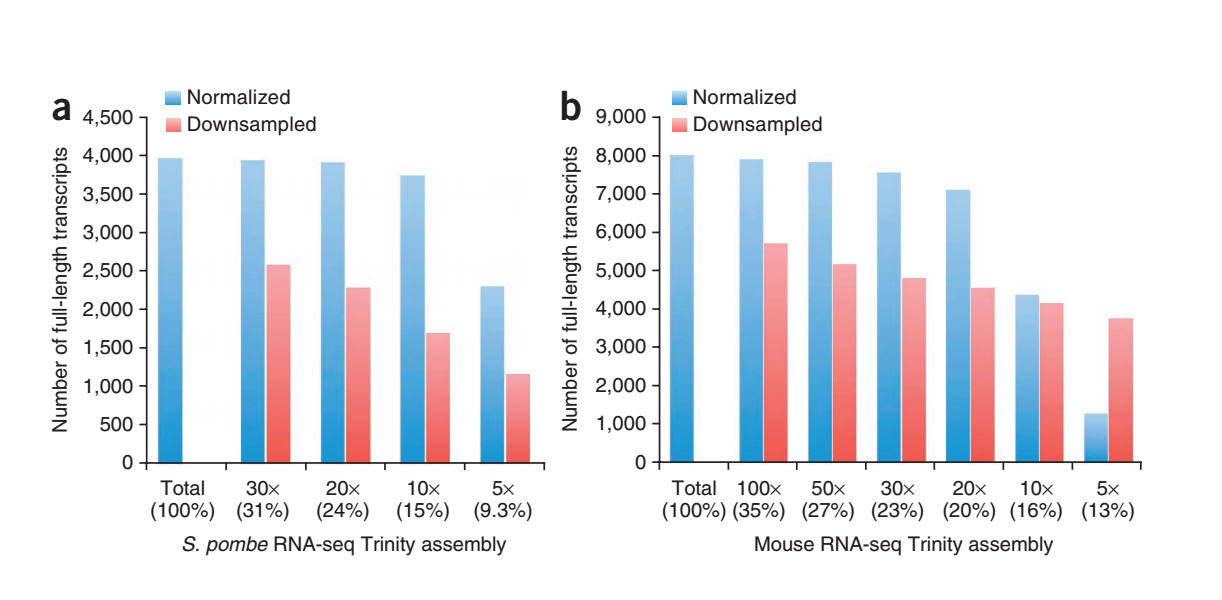 a
Normalized
Downsampled
Number of full-length transcripts
4,500
4,000
3,500
3,000
2,500
2,000
1,500
1,000
500
0
Total 30× 20× 10× 5×
(100%) (31%) (24%) (15%) (9.3%)
S. pombe RNA-seq Trinity assembly
b
Normalized
Downsampled
Number of full-length transcripts
9,000
8,000
7,000
6,000
5,000
4,000
3,000
2,000
1,000
0
Total 100× 50× 30× 20× 10× 5×
(100%) (35%) (27%) (23%) (20%) (16%) (13%)
Mouse RNA-seq Trinity assembly